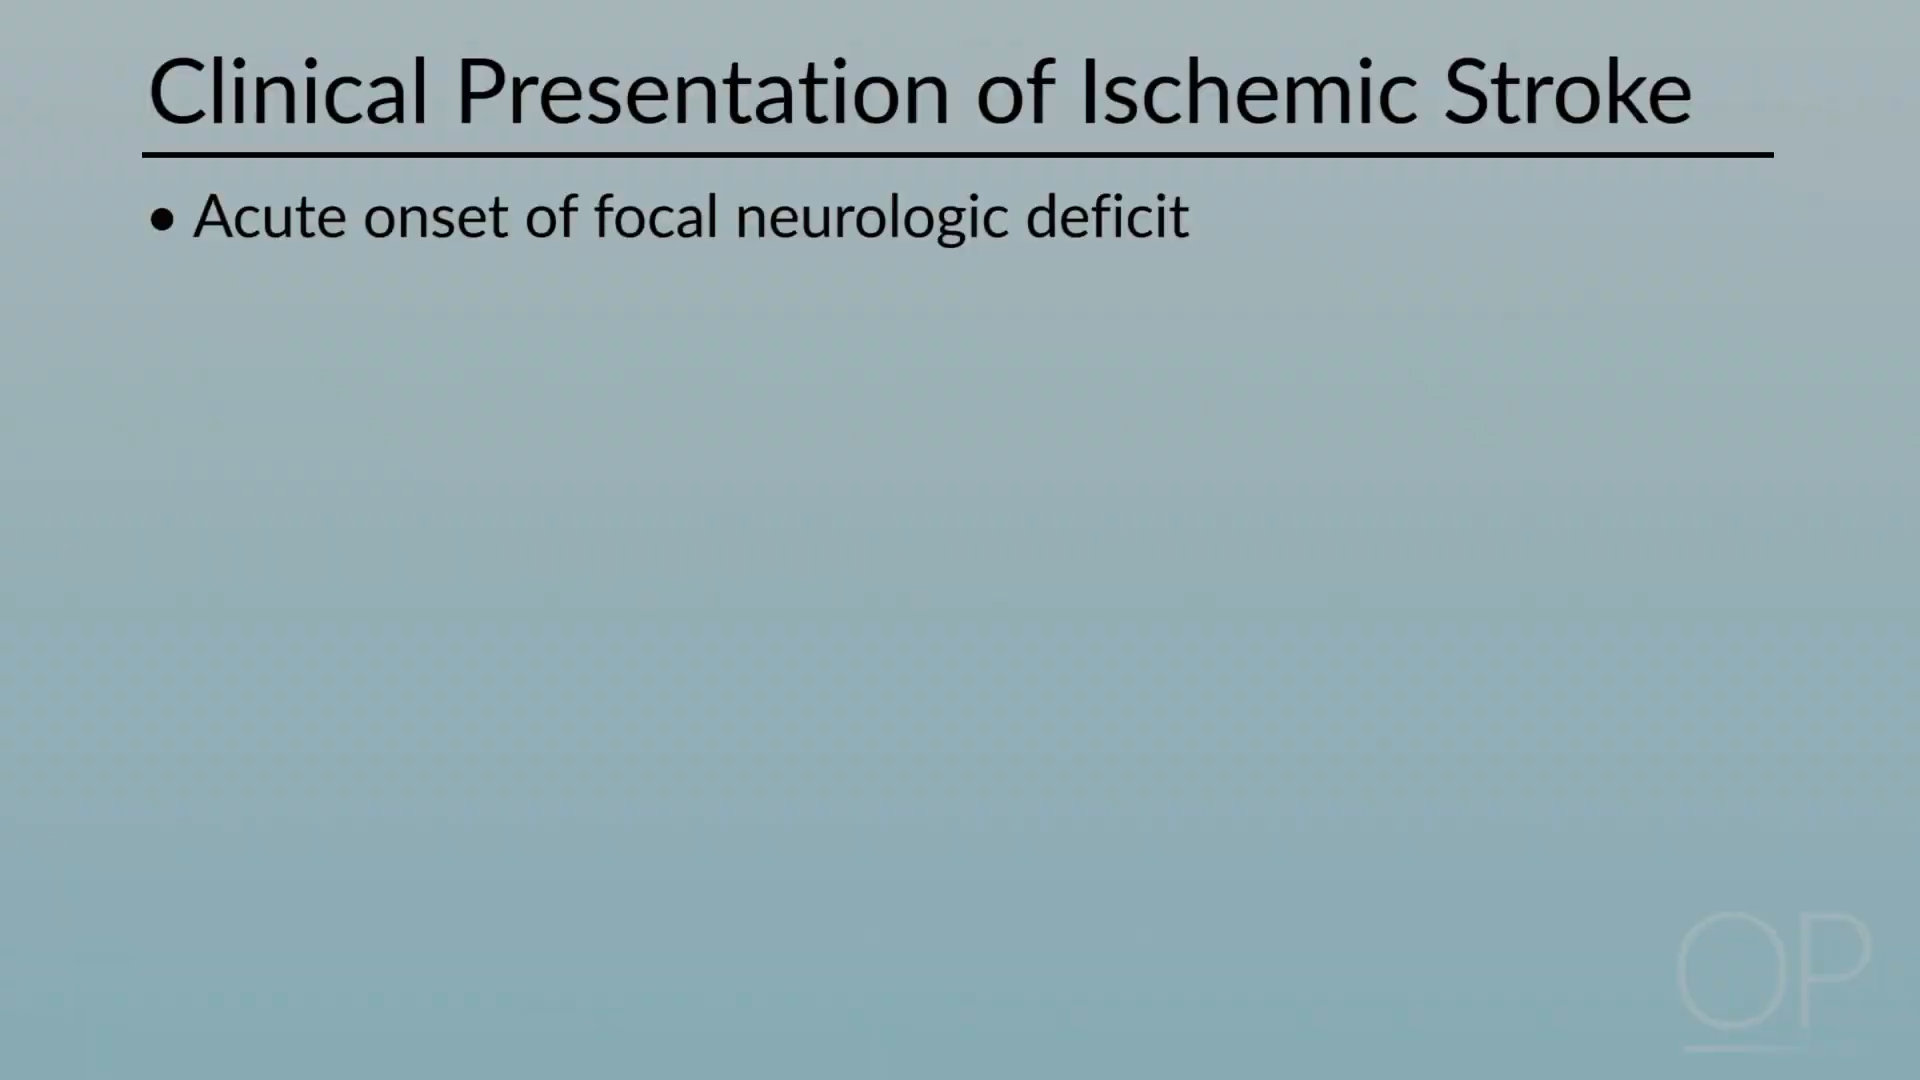 Clinical Presentation of Ischemic Stroke
• Acute onset of focal neurologic deficit
OP